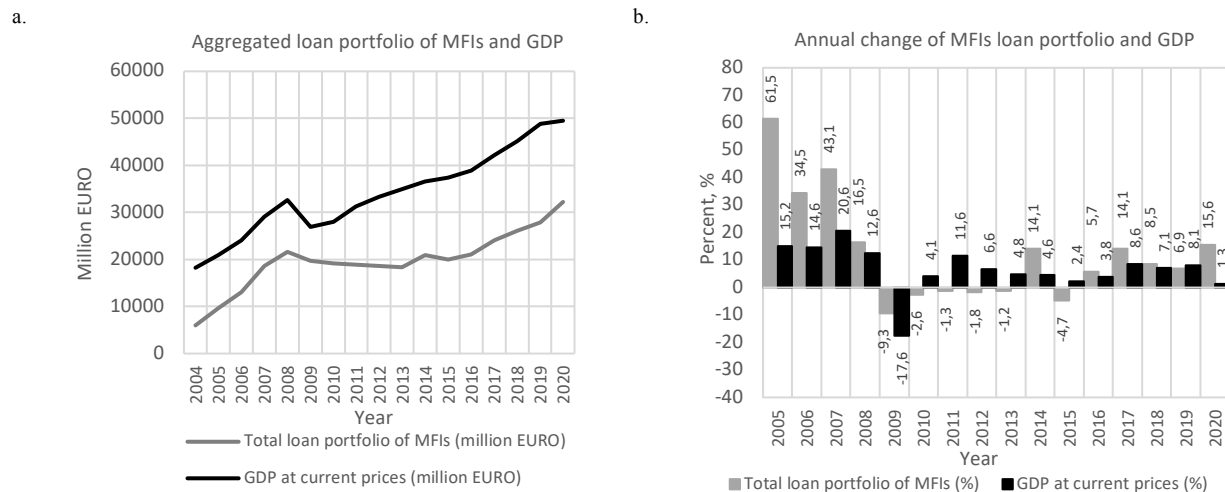 a.
Aggregated loan portfolio of MFIs and GDP
60000
50000
40000
30000
20000
10000
0
Million EURO
2004 2005 2006 2007 2008 2009 2010 2011 2012 2013 2014 2015 2016 2017 2018 2019 2020
Year
Total loan portfolio of MFIs (million EURO)
GDP at current prices (million EURO)
b.
Annual change of MFIs loan portfolio and GDP
80
70
60
50
40
30
20
10
0
-10
-20
-30
-40
Percent, %
61,5 15,2 34,5 14,6 43,1 20,6 16,5 12,6 -9,3 -17,6 -2,6 4,1 -1,3 11,6 -1,8 6,6 -1,2 4,8 14,1 4,6 -4,7 2,4 5,7 3,8 14,1 8,6 8,5 7,1 6,9 8,1 15,6 1,3
2005 2006 2007 2008 2009 2010 2011 2012 2013 2014 2015 2016 2017 2018 2019 2020
Year
Total loan portfolio of MFIs (%)
GDP at current prices (%)